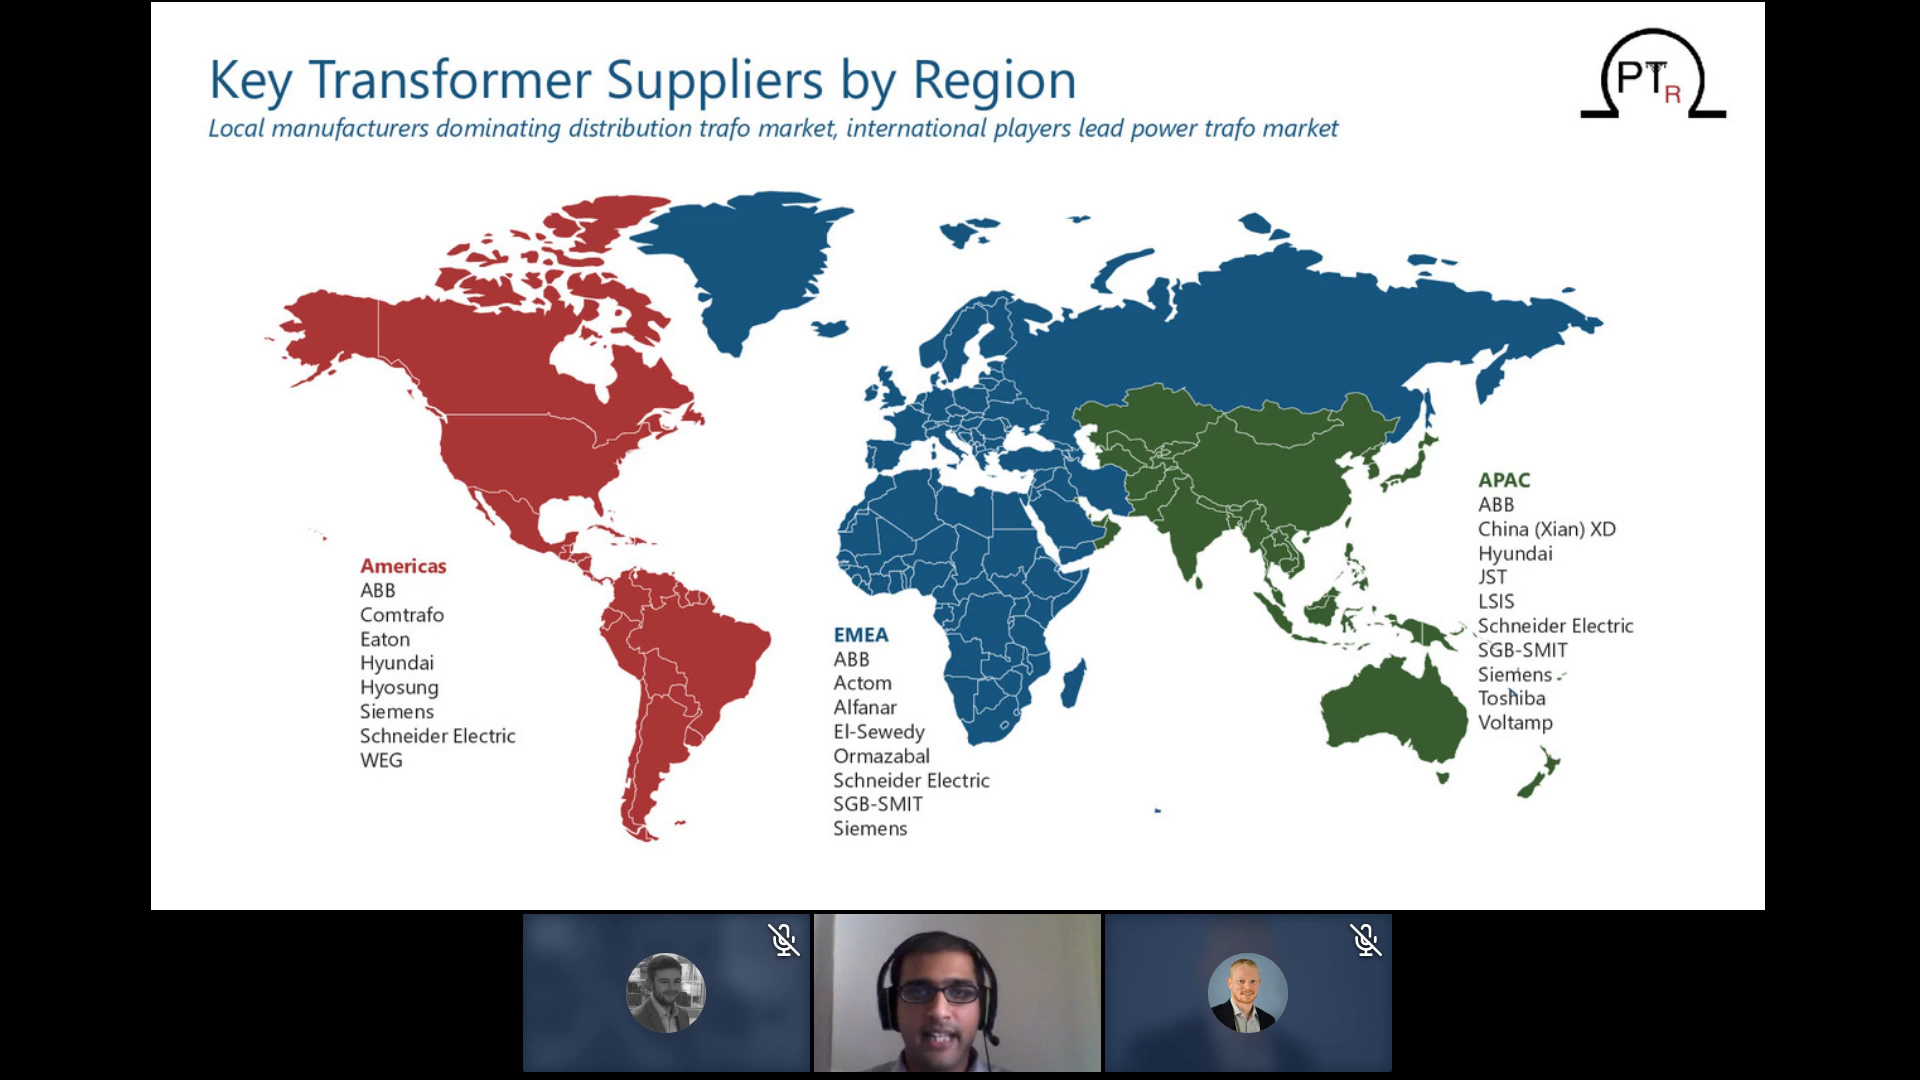 Key Transformer Suppliers by Region
Local manufacturers dominating distribution trafo market, international players lead power trafo market
PTR
Americas
ABB
Comtrafo
Eaton
Hyundai
Hyosung
Siemens
Schneider Electric
WEG
EMEA
ABB
Actom
Alfanar
El-Sewedy
Ormazabal
Schneider Electric
SGB-SMIT
Siemens
APAC
ABB
China (Xian) XD
Hyundai
JST
LSIS
Schneider Electric
SGB-SMIT
Siemens
Toshiba
Voltamp